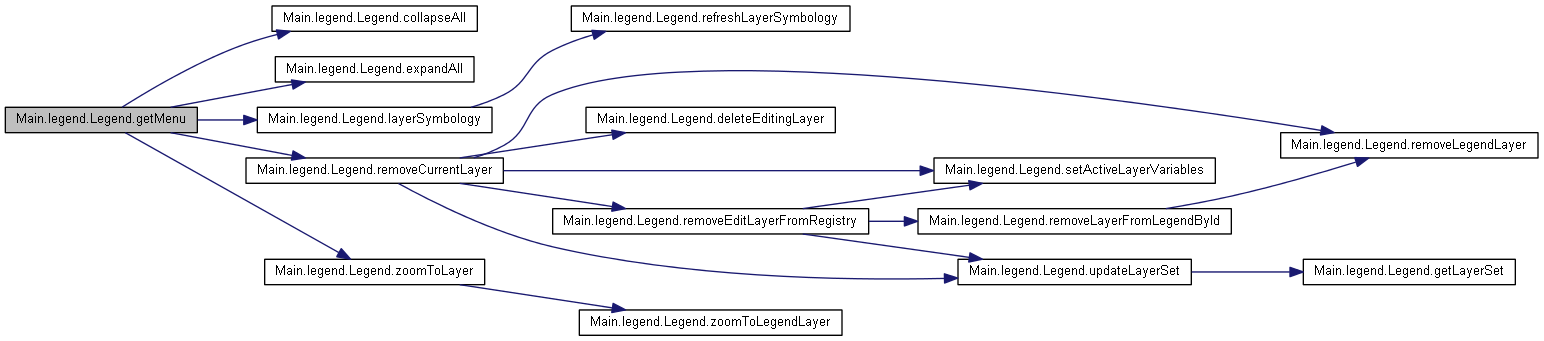 Main.legend.Legend.collapseAll
Main.legend.Legend.refreshLayerSymbology
Main.legend.Legend.expandAll
Main.legend.Legend.getMenu
Main.legend.Legend.layerSymbology
Main.legend.Legend.deleteEditingLayer
Main.legend.Legend.removeLegendLayer
Main.legend.Legend.removeCurrentLayer
Main.legend.Legend.setActiveLayerVariables
Main.legend.Legend.removeEditLayerFromRegistry
Main.legend.Legend.removeLayerFromLegendById
Main.legend.Legend.zoomToLayer
Main.legend.Legend.updateLayerSet
Main.legend.Legend.getLayerSet
Main.legend.Legend.zoomToLegendLayer